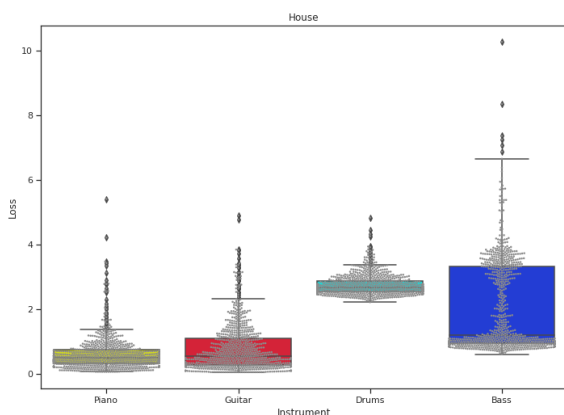 House
10
8
6
4
2
0
Loss
Piano
Guitar
Drums
Bass
Instrument